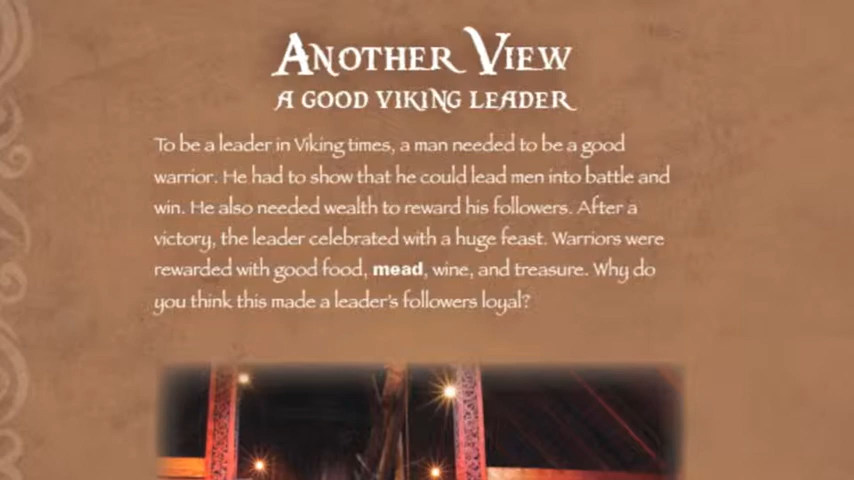 ANOTHER VIEW
A GOOD VIKING LEADER
To be a leader in Viking times, a man needed to be a good
warrior. He had to show that he could lead men into battle and
win. He also needed wealth to reward his followers. After a
victory, the leader celebrated with a huge feast. Warriors were
rewarded with good food, mead, wine, and treasure. Why do
you think this made a leader's followers loyal?